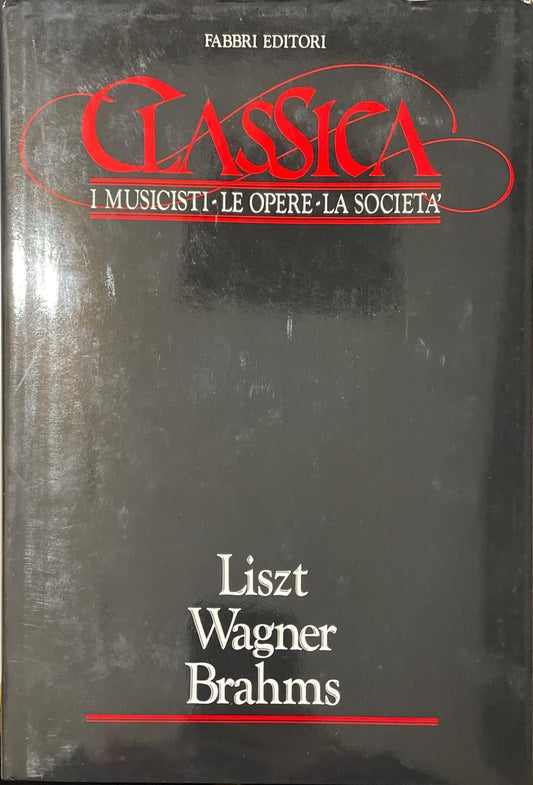 FABBRI EDITORI
CLASSICA
I MUSICISTI - LE OPERE - LA SOCIETA'
Liszt
Wagner
Brahms